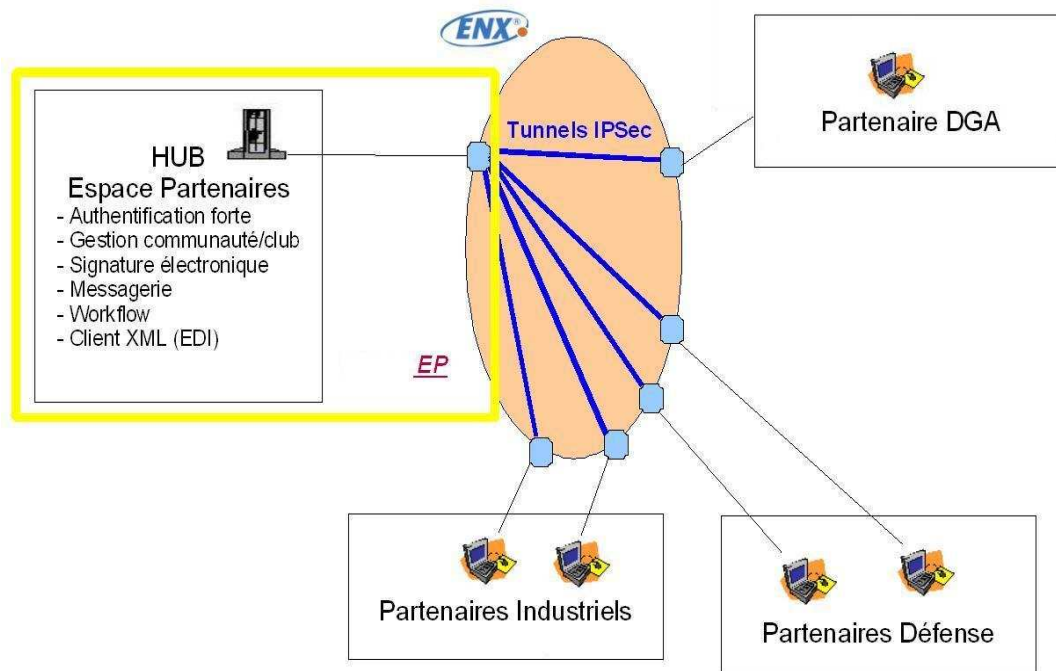 ENX®
Tunnels IPSec
Partenaire DGA
HUB
Espace Partenaires
- Authentification forte
- Gestion communauté/club
- Signature électronique
- Messagerie
- Workflow
- Client XML (EDI)
EP
Partenaires Industriels
Partenaires Défense